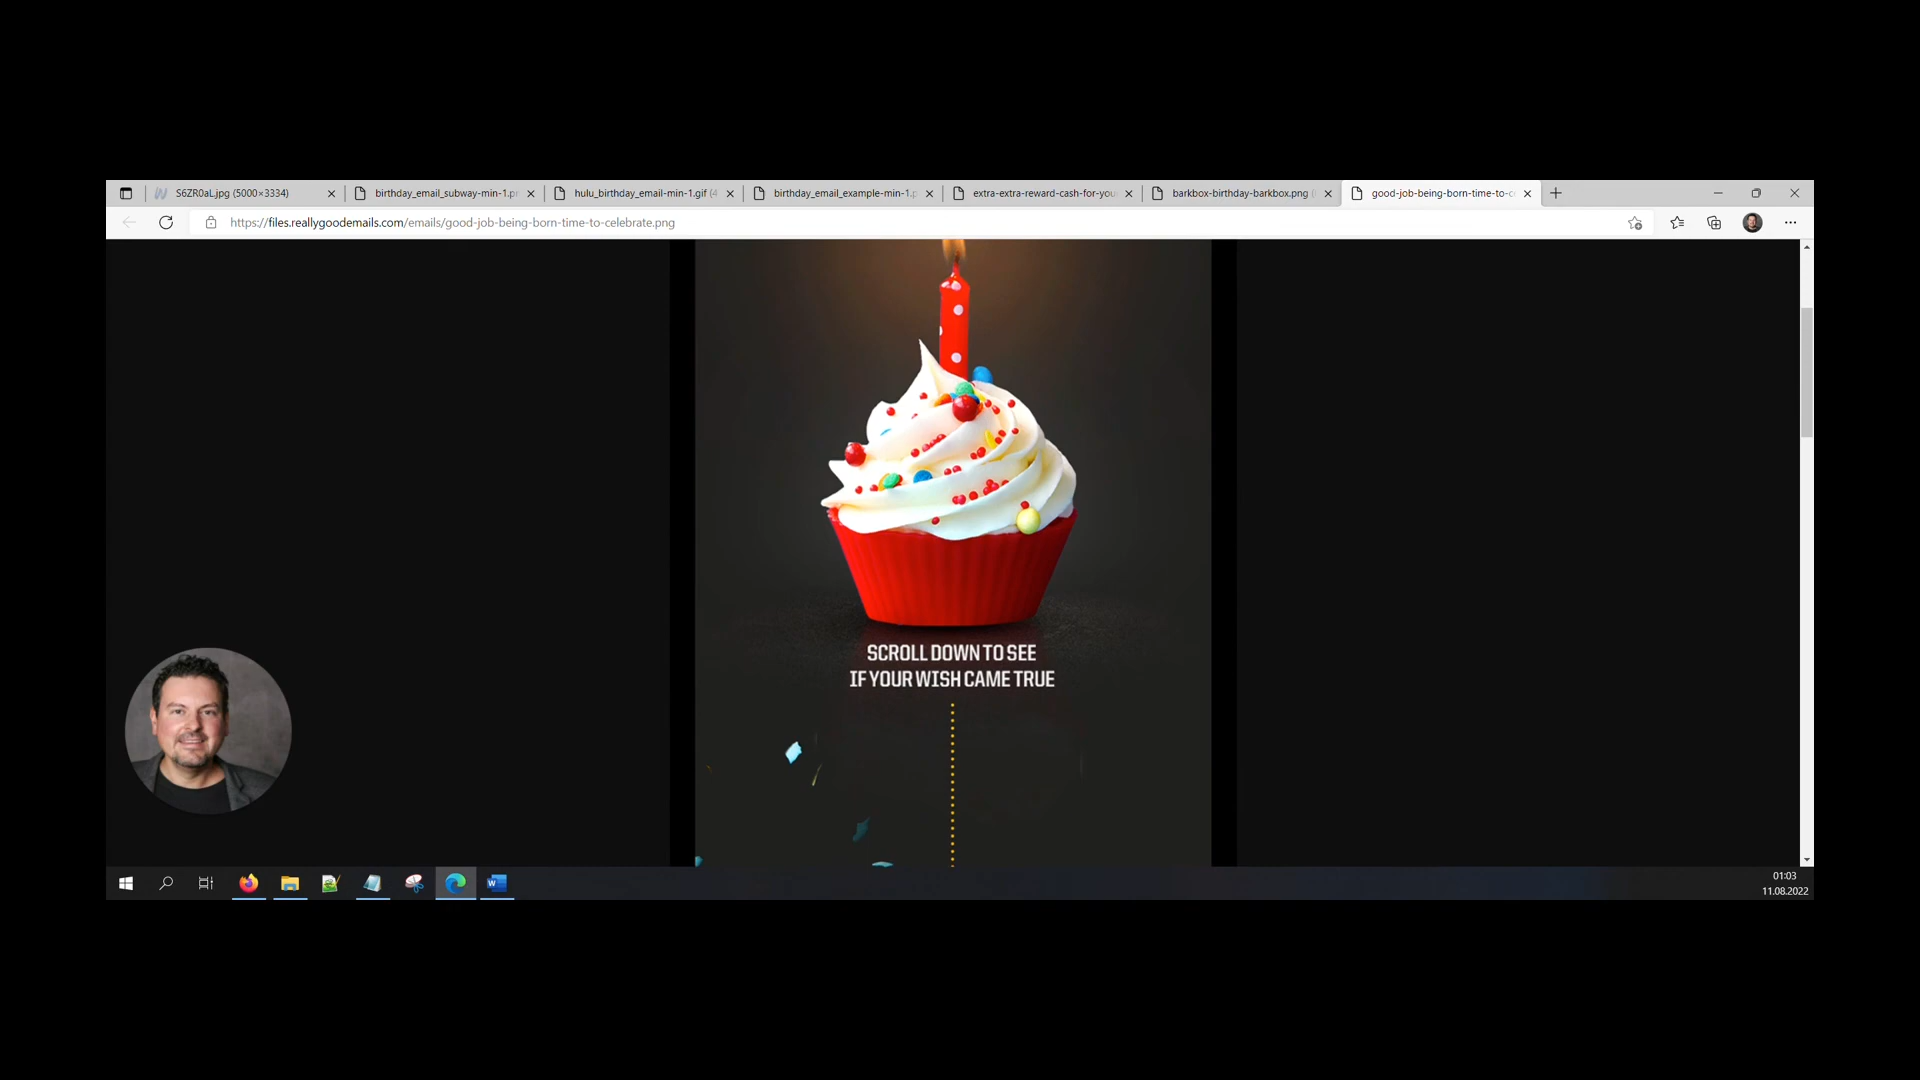 S6ZR0aL.jpg (5000×3334)
birthday_email_subway-min-1.p
hulu_birthday_email-min-1.gif (4
birthday_email_example-min-1.p
extra-extra-reward-cash-for-you
barkbox-birthday-barkbox.png (
good-job-being-born-time-to-c
https://files.reallygoodemails.com/emails/good-job-being-born-time-to-celebrate.png
SCROLL DOWN TO SEE
IF YOUR WISH CAME TRUE
01:03
11.08.2022